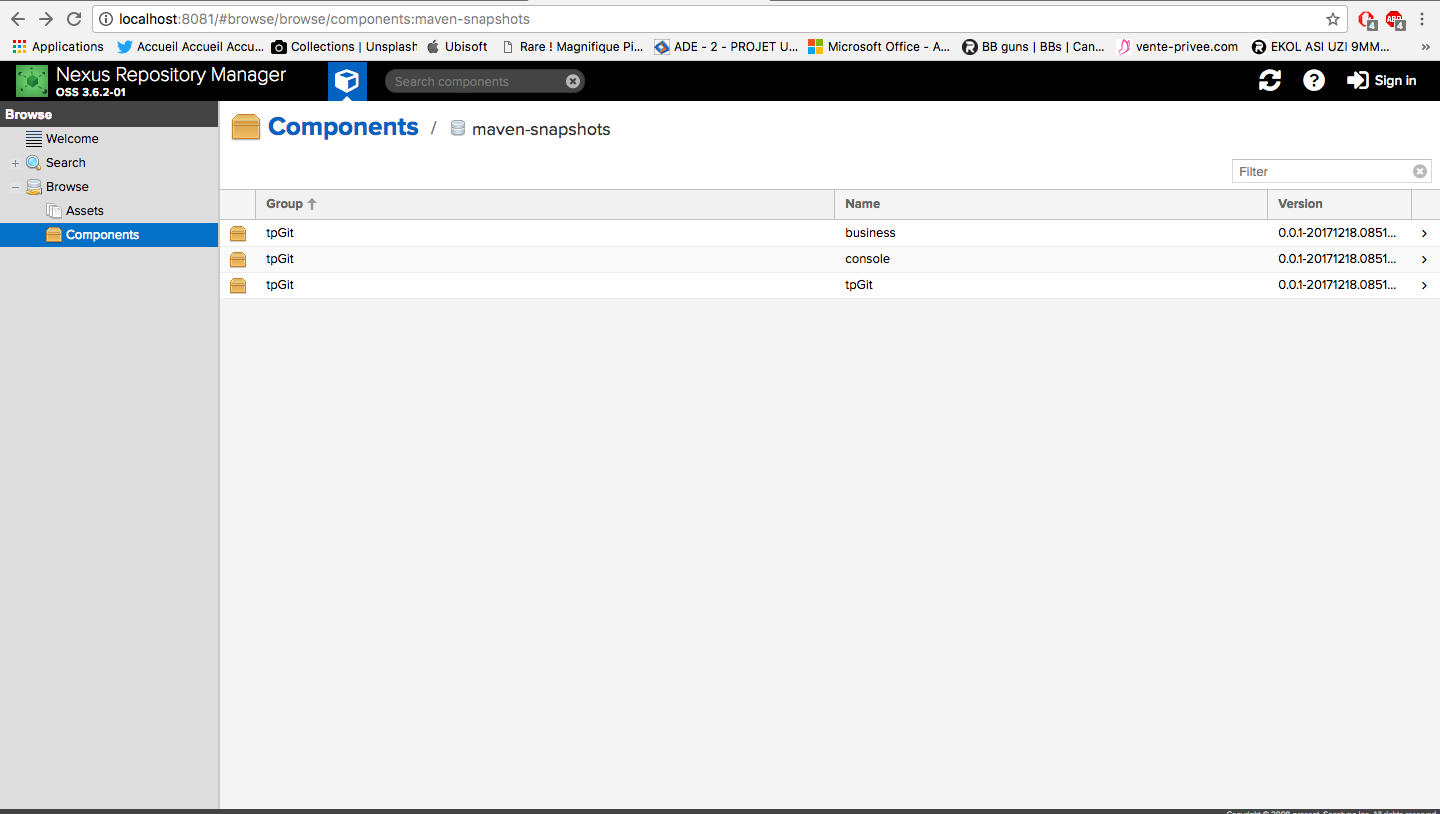 localhost:8081/#browse/browse/components:maven-snapshots
4 ABP 4
Applications Accueil Accueil Accu... Collections | Unsplash Ubisoft Rare ! Magnifique Pi... ADE - 2 - PROJET U... Microsoft Office - A... BB guns | BBs | Can... vente-privee.com EKOL ASI UZI 9MM... »
Nexus Repository Manager
OSS 3.6.2-01
Search components
Sign in
Browse
Welcome
Search
Browse
Assets
Components
Components / maven-snapshots
Filter
Group Name Version
tpGit business 0.0.1-20171218.0851...
tpGit console 0.0.1-20171218.0851...
tpGit tpGit 0.0.1-20171218.0851...